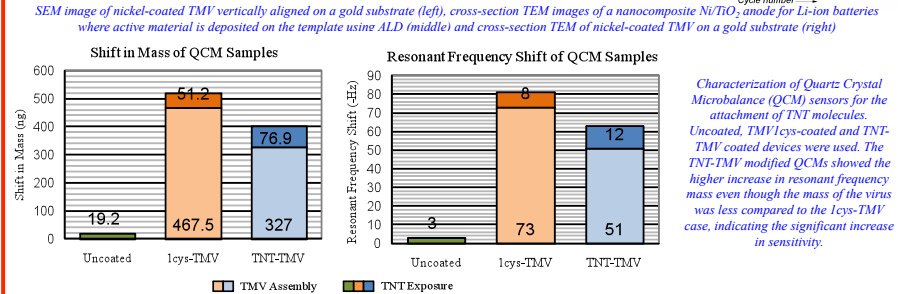 Cycle number
SEM image of nickel-coated TMV vertically aligned on a gold substrate (left), cross-section TEM images of a nanocomposite Ni/TiO2 anode for Li-ion batteries
where active material is deposited on the template using ALD (middle) and cross-section TEM of nickel-coated TMV on a gold substrate (right)
Shift in Mass of QCM Samples
Shift in Mass (ng)
600
500
400
300
200
100
0
19.2
51.2
467.5
76.9
327
Uncoated
1cys-TMV
TNT-TMV
Resonant Frequency Shift of QCM Samples
Resonant Frequency Shift (-Hz)
90
80
70
60
50
40
30
20
10
0
3
8
73
12
51
Uncoated
1cys-TMV
TNT-TMV
TMV Assembly
TNT Exposure
Characterization of Quartz Crystal
Microbalance (QCM) sensors for the
attachment of TNT molecules.
Uncoated, TMV1cys-coated and TNT-
TMV coated devices were used. The
TNT-TMV modified QCMs showed the
higher increase in resonant frequency
mass even though the mass of the virus
was less compared to the 1cys-TMV
case, indicating the significant increase
in sensitivity.